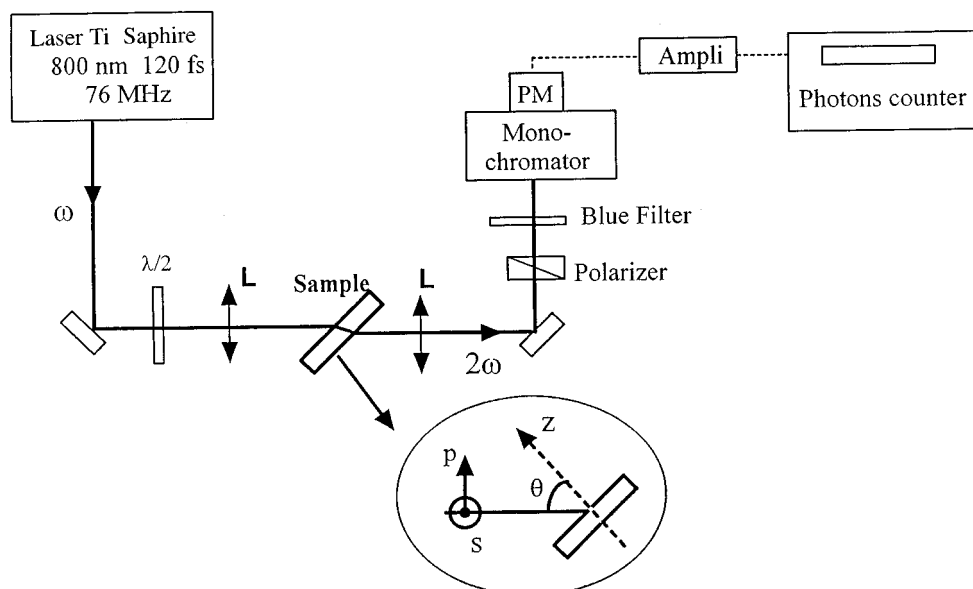 Laser Ti Saphire
800 nm 120 fs
76 MHz
ω
λ/2
L
Sample
L
2ω
PM
Mono-
chromator
Ampli
Photons counter
Blue Filter
Polarizer
p
s
θ
z